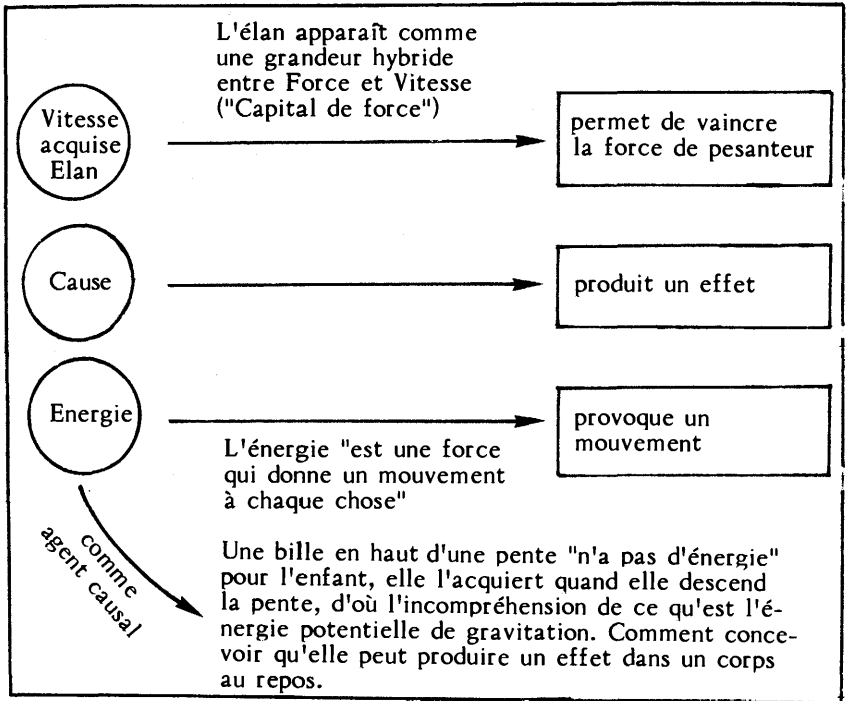 L'élan apparaît comme
une grandeur hybride
entre Force et Vitesse
("Capital de force")
Vitesse
acquise
Elan
permet de vaincre
la force de pesanteur
Cause
produit un effet
Energie
provoque un
mouvement
L'énergie "est une force
qui donne un mouvement
à chaque chose"
comme
agent causal
Une bille en haut d'une pente "n'a pas d'énergie"
pour l'enfant, elle l'acquiert quand elle descend
la pente, d'où l'incompréhension de ce qu'est l'é-
nergie potentielle de gravitation. Comment conce-
voir qu'elle peut produire un effet dans un corps
au repos.